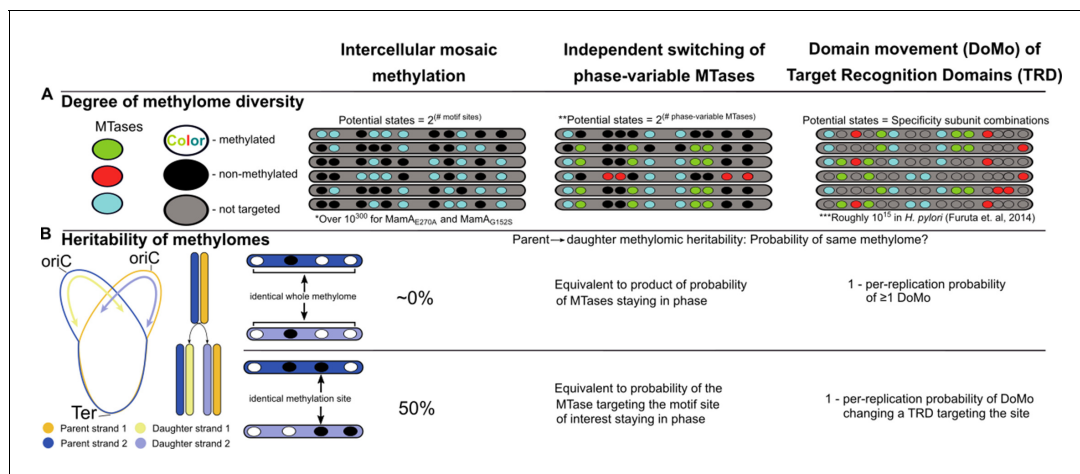 Intercellular mosaic
methylation
Independent switching of
phase-variable MTases
Domain movement (DoMo) of
Target Recognition Domains (TRD)
A
Degree of methylome diversity
MTases
Color - methylated
- non-methylated
- not targeted
Potential states = 2^(# motif sites)
*Over 10^300 for MamA_E270A and MamA_G152S
**Potential states = 2^(# phase-variable MTases)
Potential states = Specificity subunit combinations
***Roughly 10^15 in H. pylori (Furuta et. al, 2014)
B
Heritability of methylomes
Parent→daughter methylomic heritability: Probability of same methylome?
oriC
oriC
Ter
Parent strand 1
Daughter strand 1
Parent strand 2
Daughter strand 2
identical whole methylome
~0%
Equivalent to product of probability
of MTases staying in phase
1 - per-replication probability
of ≥1 DoMo
identical methylation site
50%
Equivalent to probability of the
MTase targeting the motif site
of interest staying in phase
1 - per-replication probability of DoMo
changing a TRD targeting the site